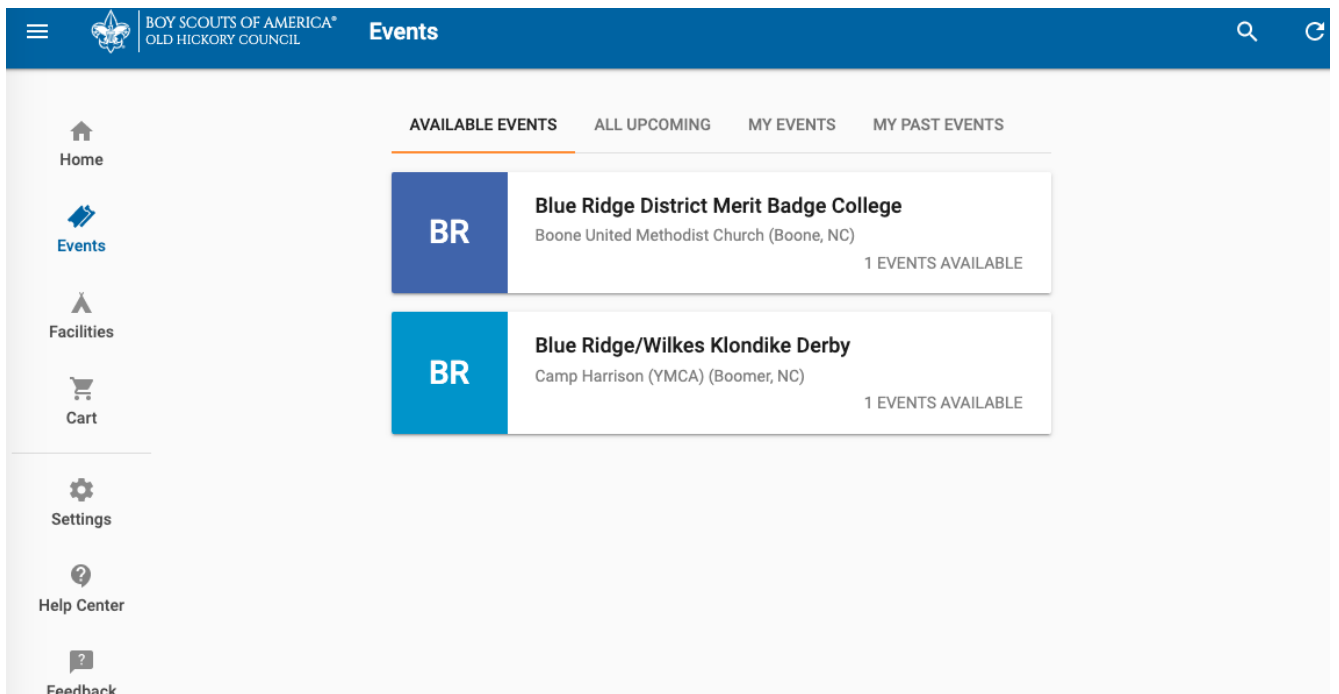 BOY SCOUTS OF AMERICA®
OLD HICKORY COUNCIL
Events
Home
Events
Facilities
Cart
Settings
Help Center
Feedback
AVAILABLE EVENTS
ALL UPCOMING
MY EVENTS
MY PAST EVENTS
BR
Blue Ridge District Merit Badge College
Boone United Methodist Church (Boone, NC)
1 EVENTS AVAILABLE
BR
Blue Ridge/Wilkes Klondike Derby
Camp Harrison (YMCA) (Boomer, NC)
1 EVENTS AVAILABLE